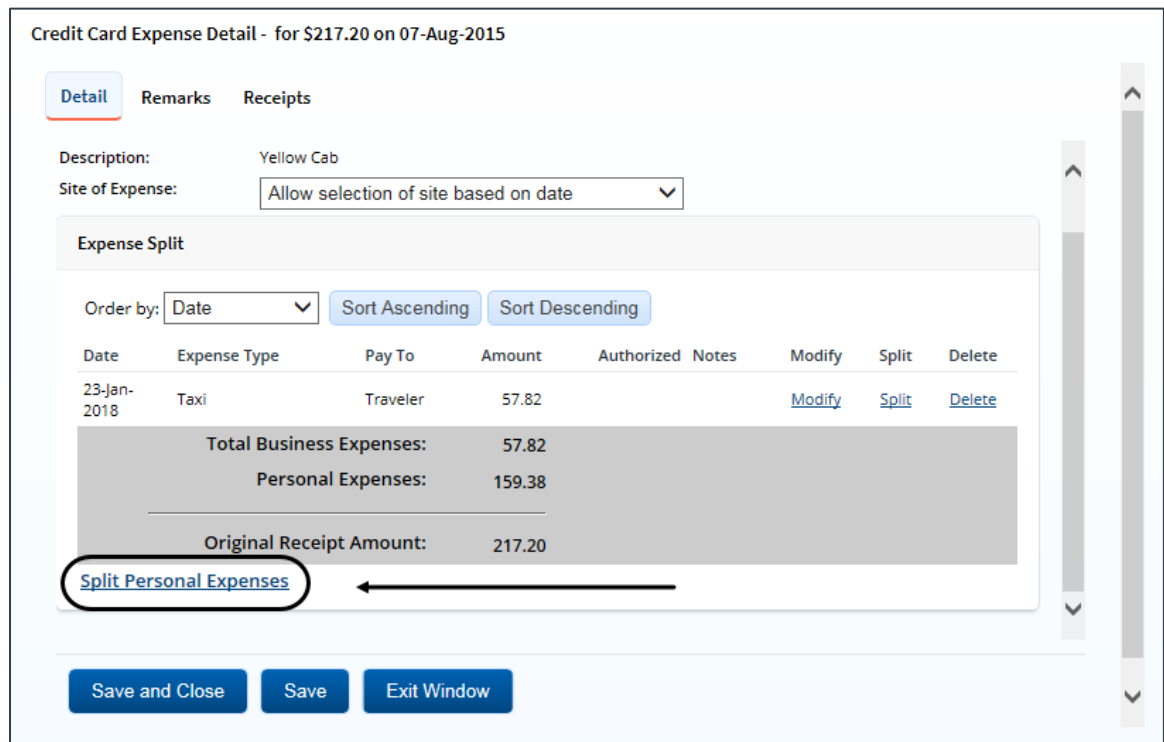 Credit Card Expense Detail - for $217.20 on 07-Aug-2015
Detail Remarks Receipts
Description: Yellow Cab
Site of Expense: Allow selection of site based on date
Expense Split
Order by: Date Sort Ascending Sort Descending
Date Expense Type Pay To Amount Authorized Notes Modify Split Delete
23-Jan-2018 Taxi Traveler 57.82 Modify Split Delete
Total Business Expenses: 57.82
Personal Expenses: 159.38
Original Receipt Amount: 217.20
Split Personal Expenses
Save and Close Save Exit Window